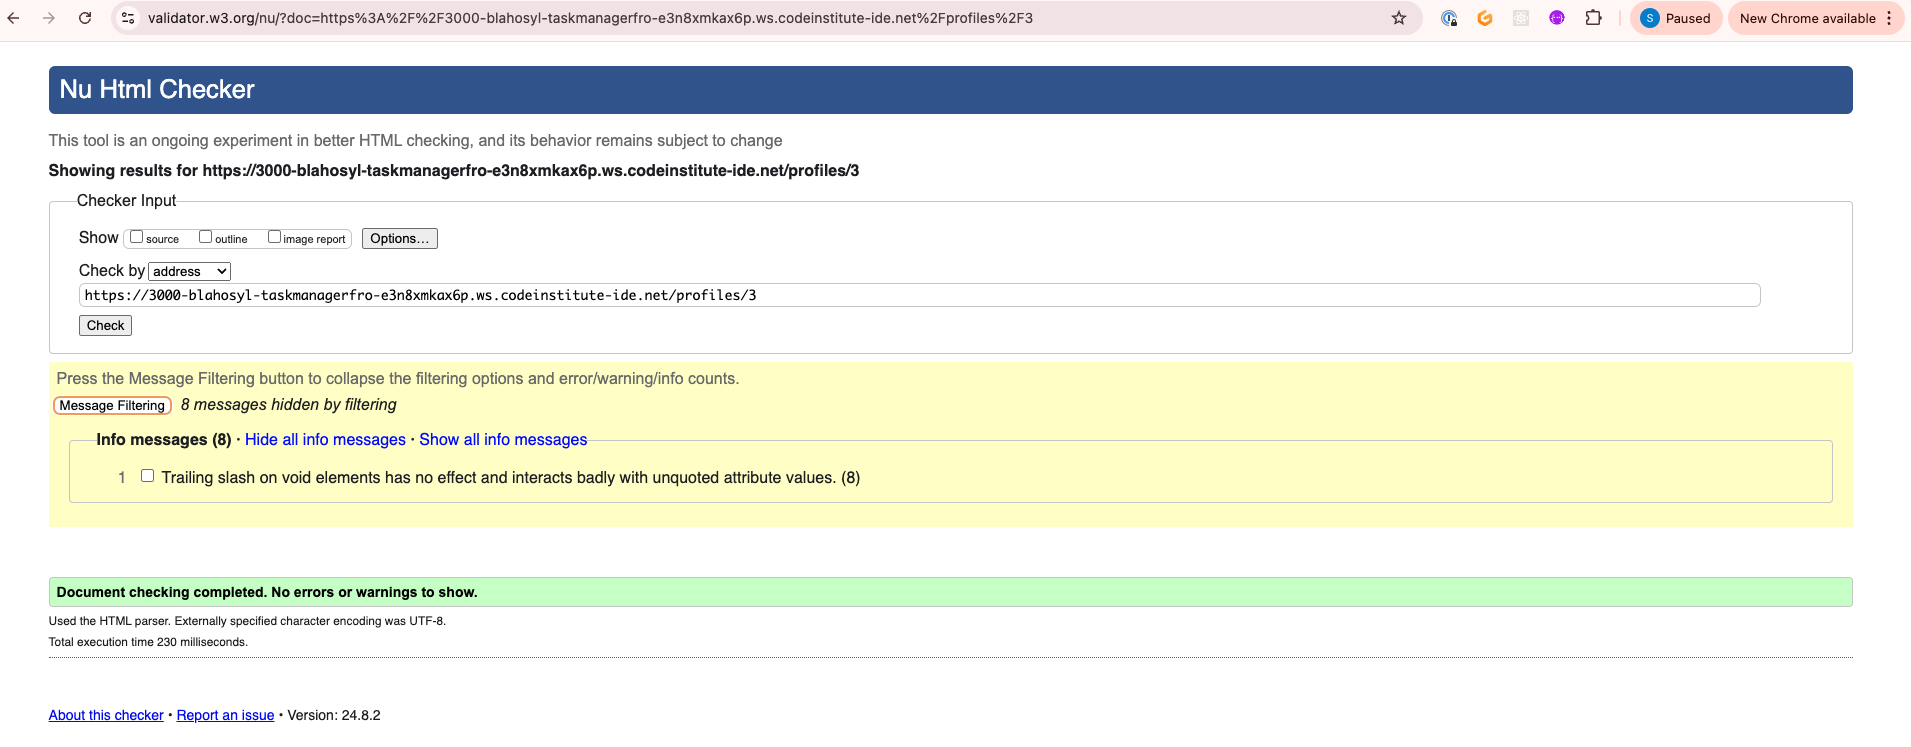 validator.w3.org/nu/?doc=https%3A%2F%2F3000-blahosyl-taskmanagerfro-e3n8xmkax6p.ws.codeinstitute-ide.net%2Fprofiles%2F3
S Paused New Chrome available
Nu Html Checker
This tool is an ongoing experiment in better HTML checking, and its behavior remains subject to change
Showing results for https://3000-blahosyl-taskmanagerfro-e3n8xmkax6p.ws.codeinstitute-ide.net/profiles/3
Checker Input
Show source outline image report Options...
Check by address
https://3000-blahosyl-taskmanagerfro-e3n8xmkax6p.ws.codeinstitute-ide.net/profiles/3
Check
Press the Message Filtering button to collapse the filtering options and error/warning/info counts.
Message Filtering 8 messages hidden by filtering
Info messages (8) · Hide all info messages · Show all info messages
1 Trailing slash on void elements has no effect and interacts badly with unquoted attribute values. (8)
Document checking completed. No errors or warnings to show.
Used the HTML parser. Externally specified character encoding was UTF-8.
Total execution time 230 milliseconds.
About this checker • Report an issue • Version: 24.8.2